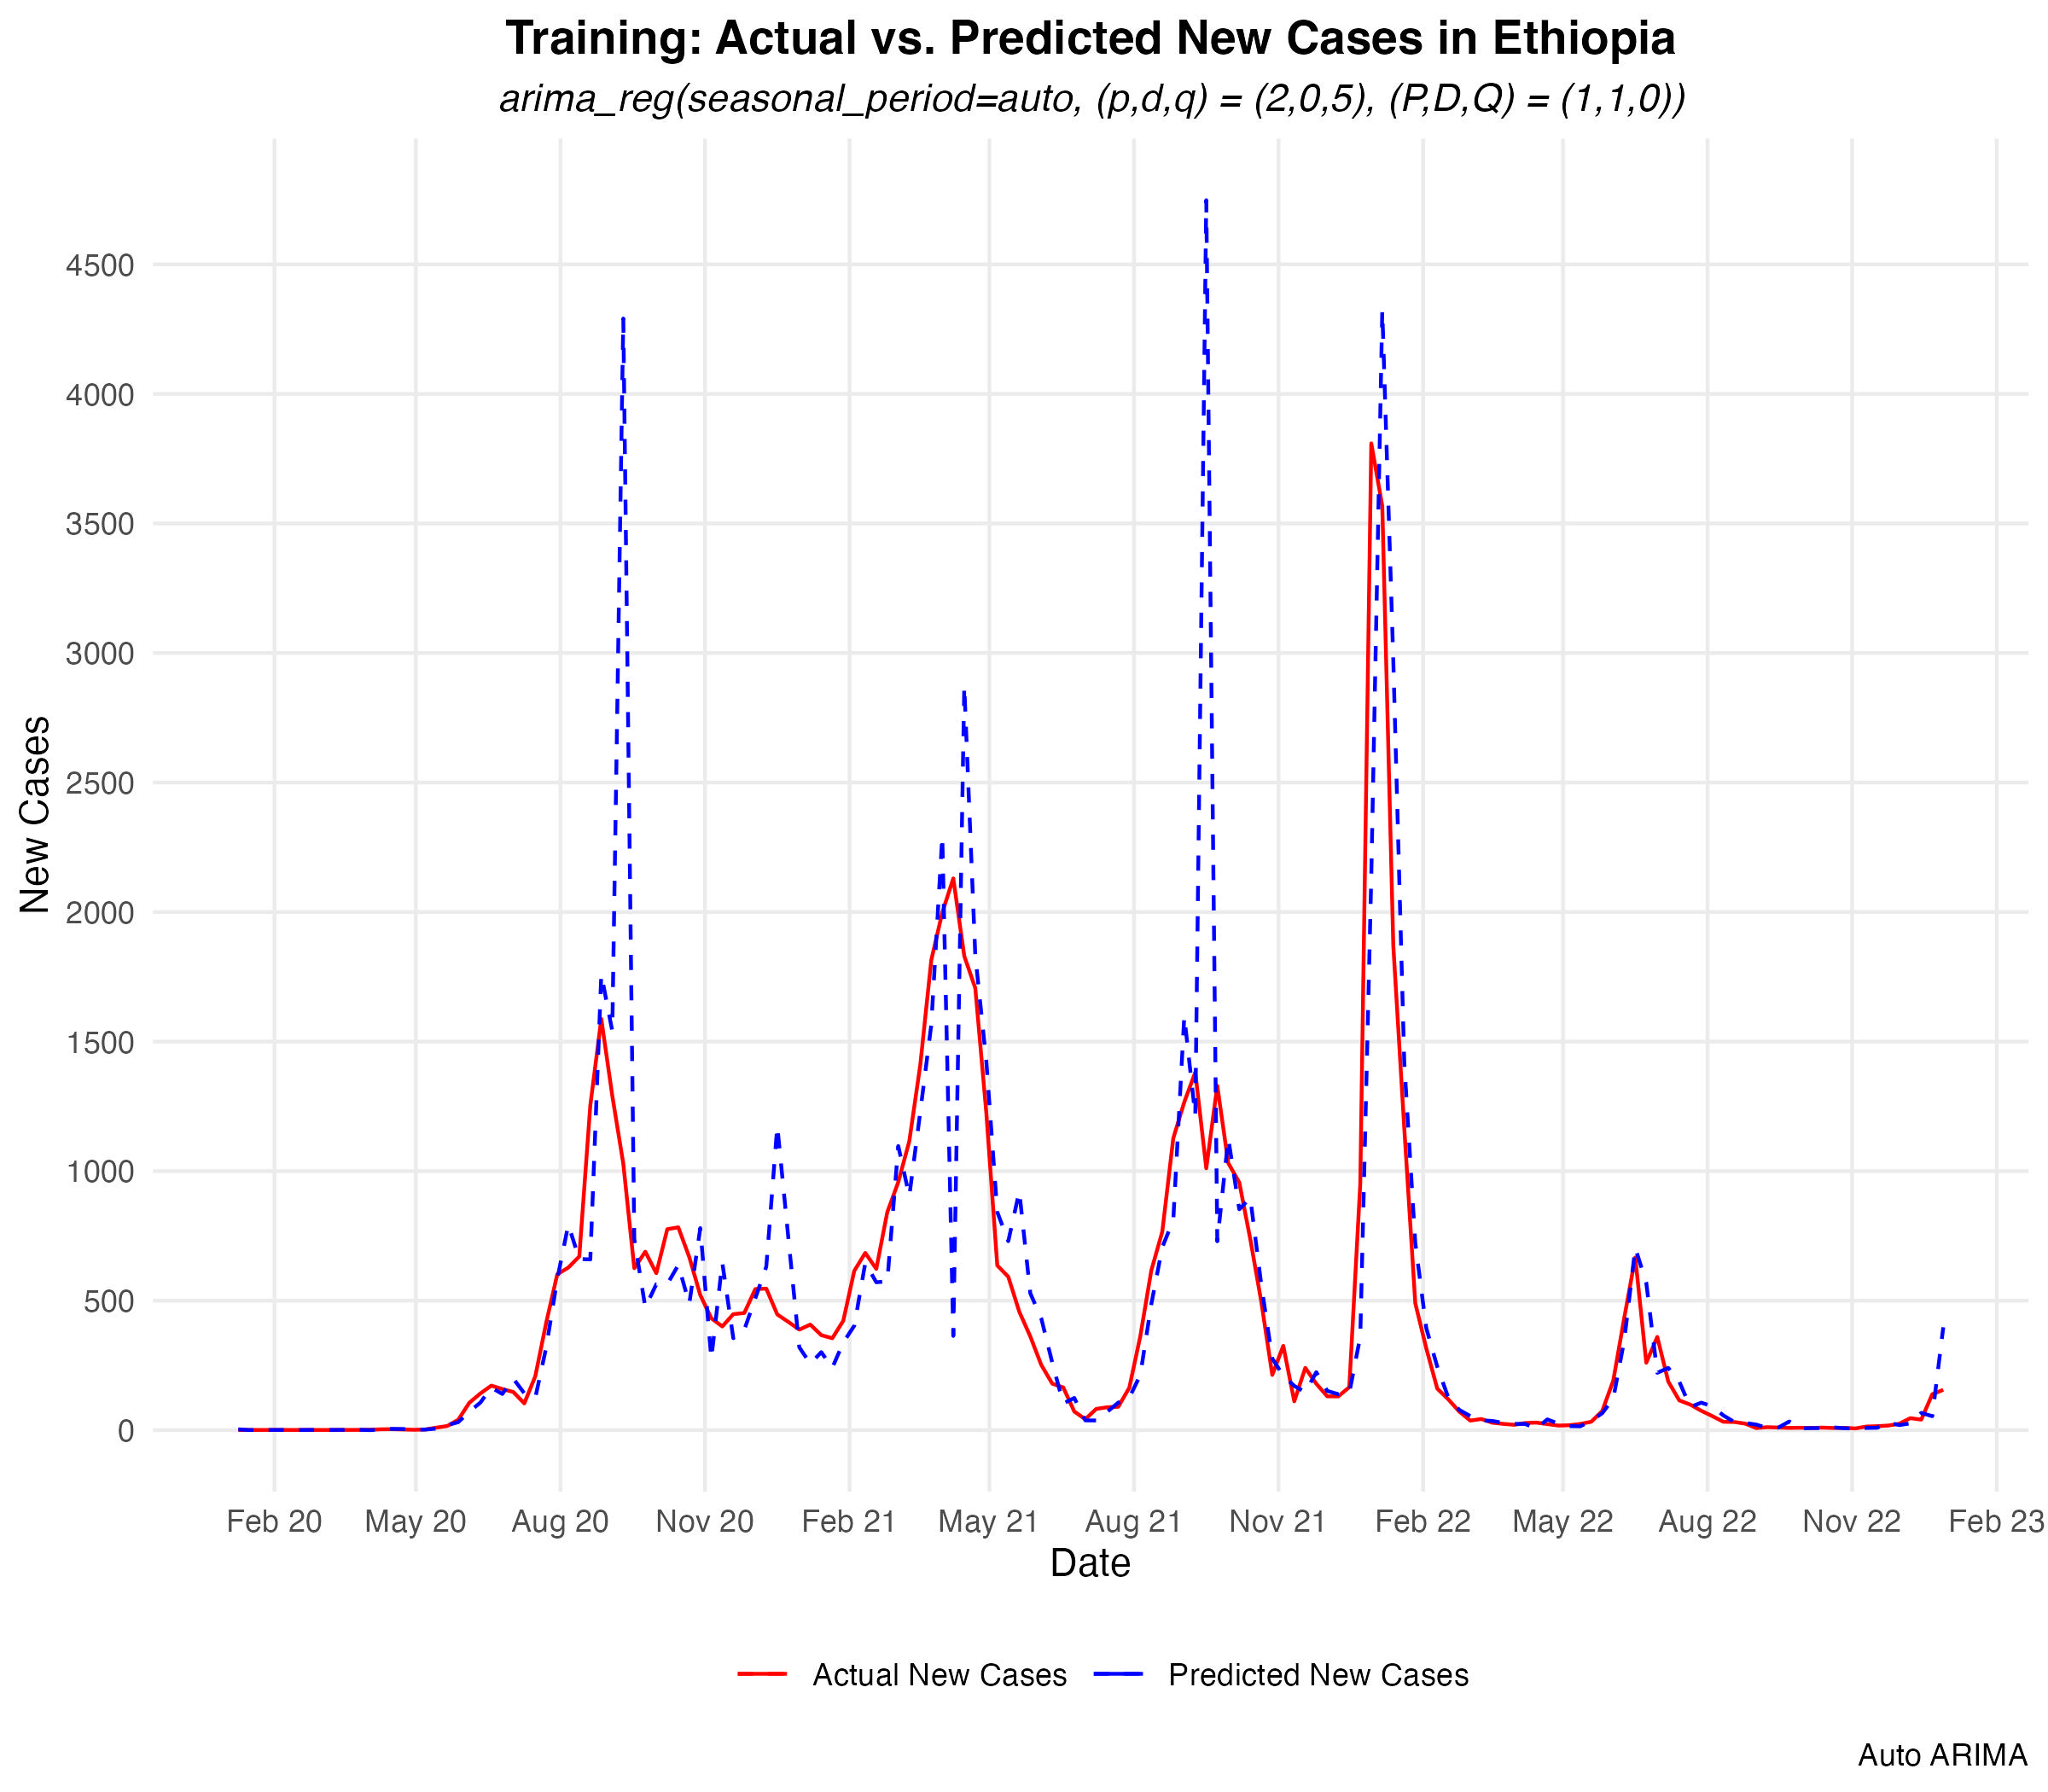 Training: Actual vs. Predicted New Cases in Ethiopia
arima_reg(seasonal_period=auto, (p,d,q) = (2,0,5), (P,D,Q) = (1,1,0))
New Cases
4500
4000
3500
3000
2500
2000
1500
1000
500
0
Feb 20 May 20 Aug 20 Nov 20 Feb 21 May 21 Aug 21 Nov 21 Feb 22 May 22 Aug 22 Nov 22 Feb 23
Date
Actual New Cases Predicted New Cases
Auto ARIMA